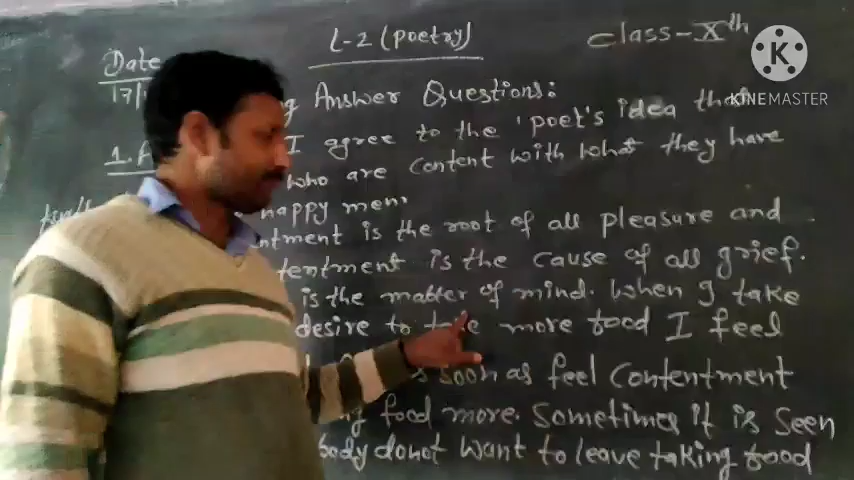 L-2 (poetry)
class-Xth
Date
17/
KINEMASTER
Answer Questions:
1.
I agree to the 'poet's idea that
who are content with what they have
happy men.
ntment is the root of all pleasure and
tentment is the cause of all grief.
is the matter of mind. When I take
desire to take more food I feel
soon as feel contentment
food more. Sometimes it is seen
body donot want to leave taking food